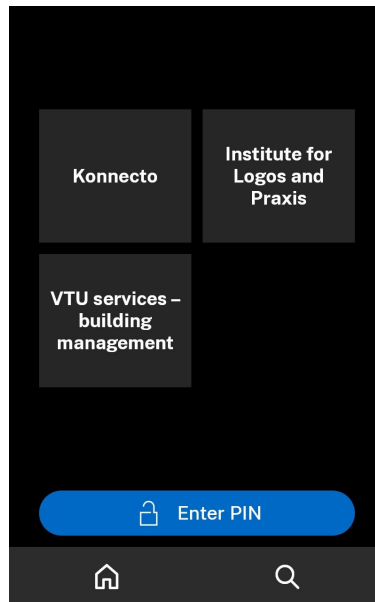 Konnecto
Institute for
Logos and
Praxis
VTU services –
building
management
Enter PIN